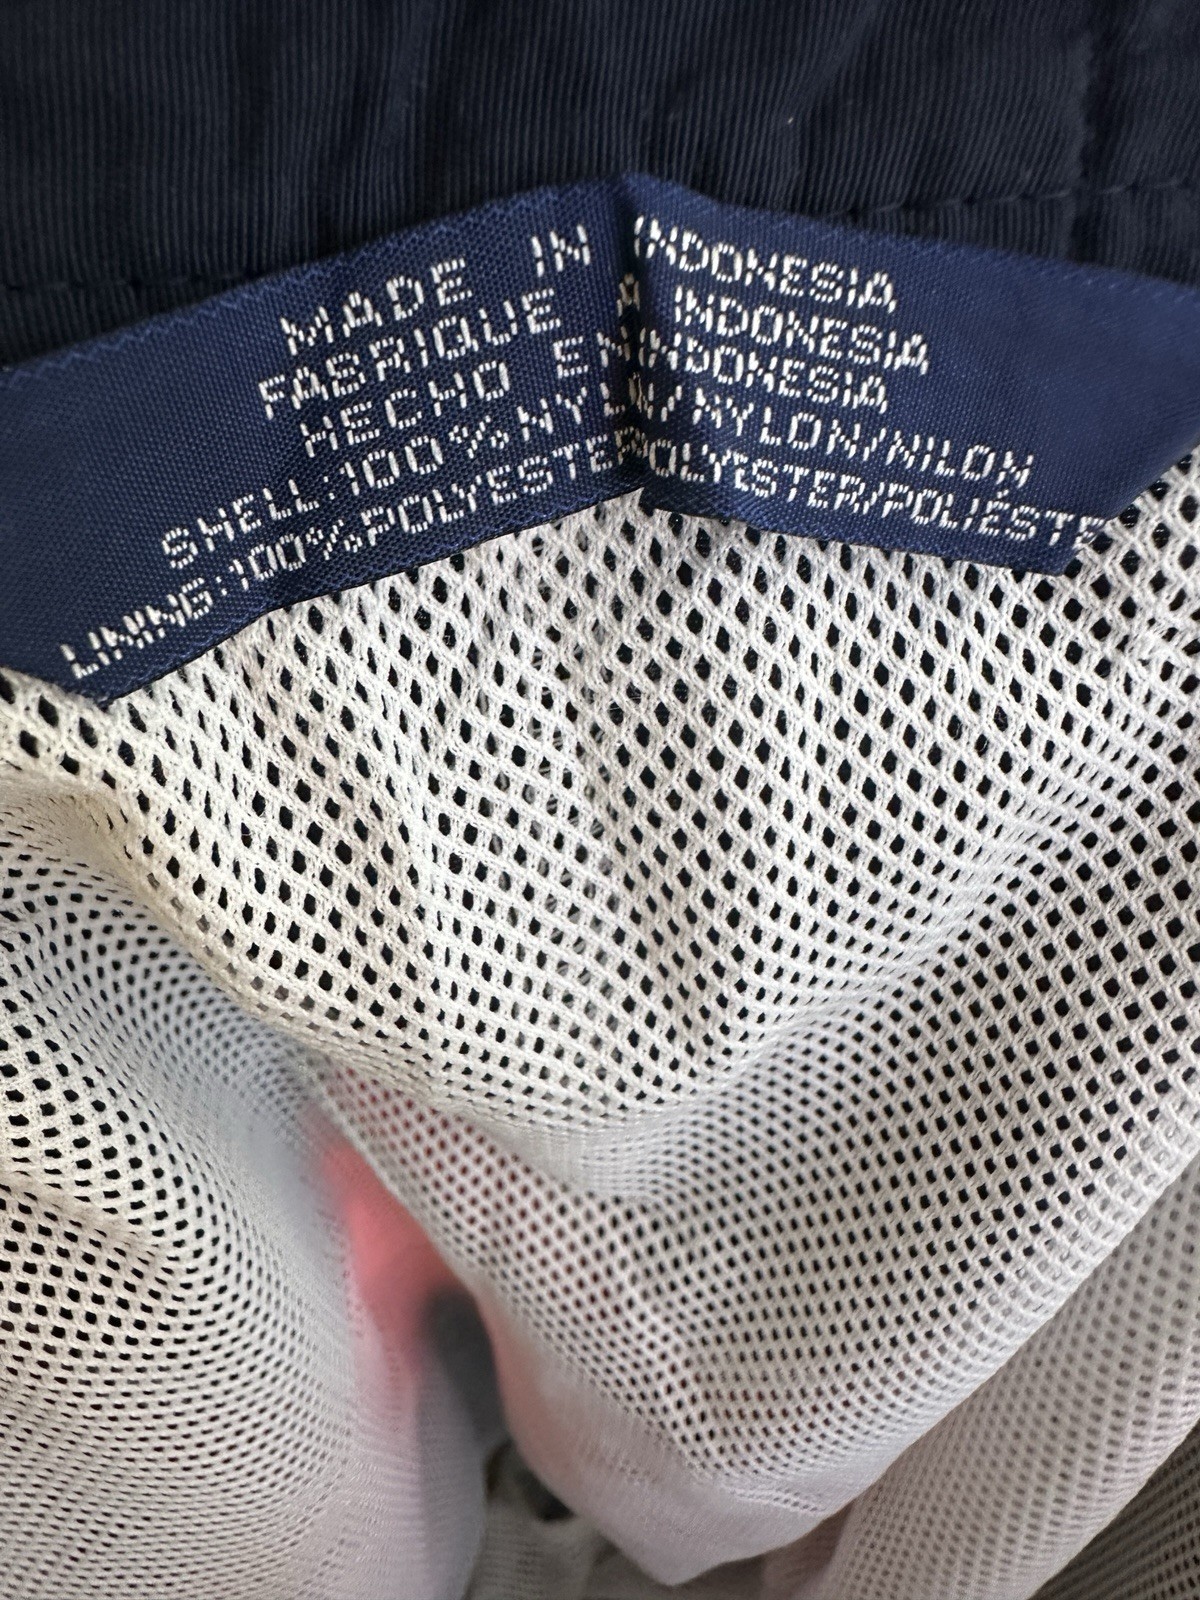 MADE IN INDONESIA
FABRIQUE A INDONESIA
HECHO EN INDONESIA
SHELL:100%NYLON/NYLON/NILON
LINING:100%POLYESTER/POLYESTER/POLIÉSTER